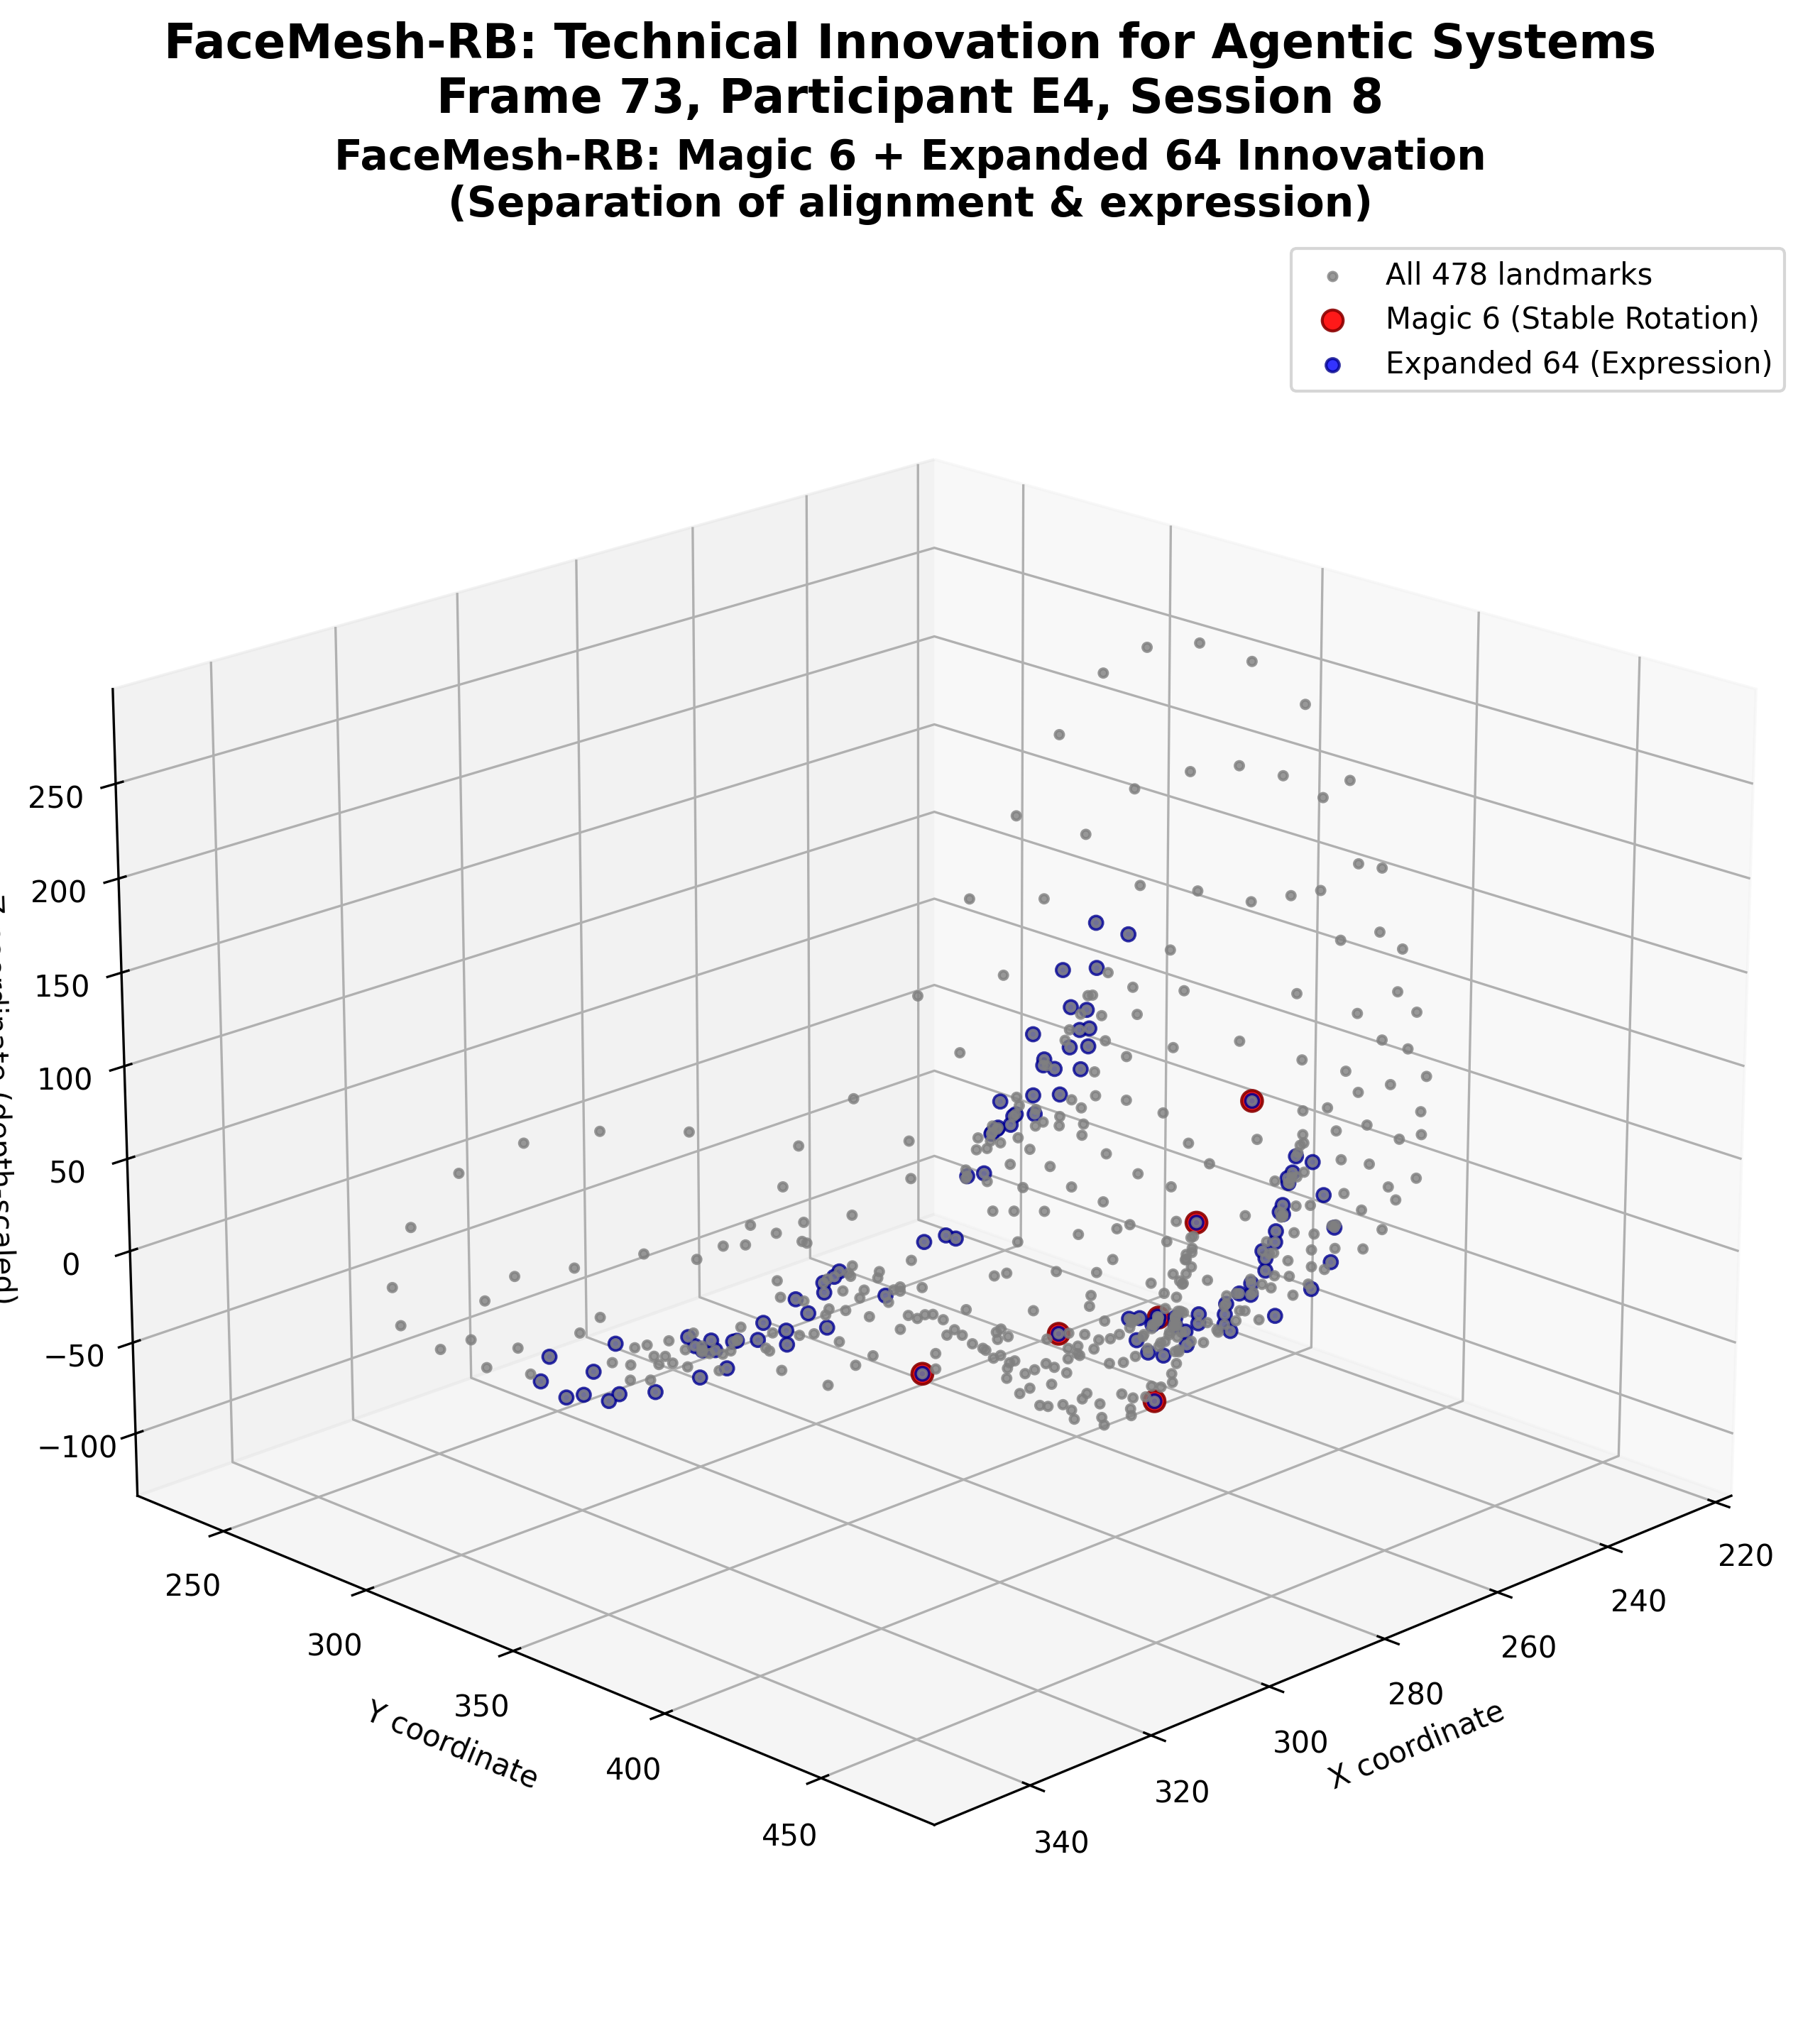 FaceMesh-RB: Technical Innovation for Agentic Systems
Frame 73, Participant E4, Session 8
FaceMesh-RB: Magic 6 + Expanded 64 Innovation
(Separation of alignment & expression)
All 478 landmarks
Magic 6 (Stable Rotation)
Expanded 64 (Expression)
250
200
150
100
50
0
−50
−100
250
300
350
400
450
Y coordinate
220
240
260
280
300
320
340
X coordinate